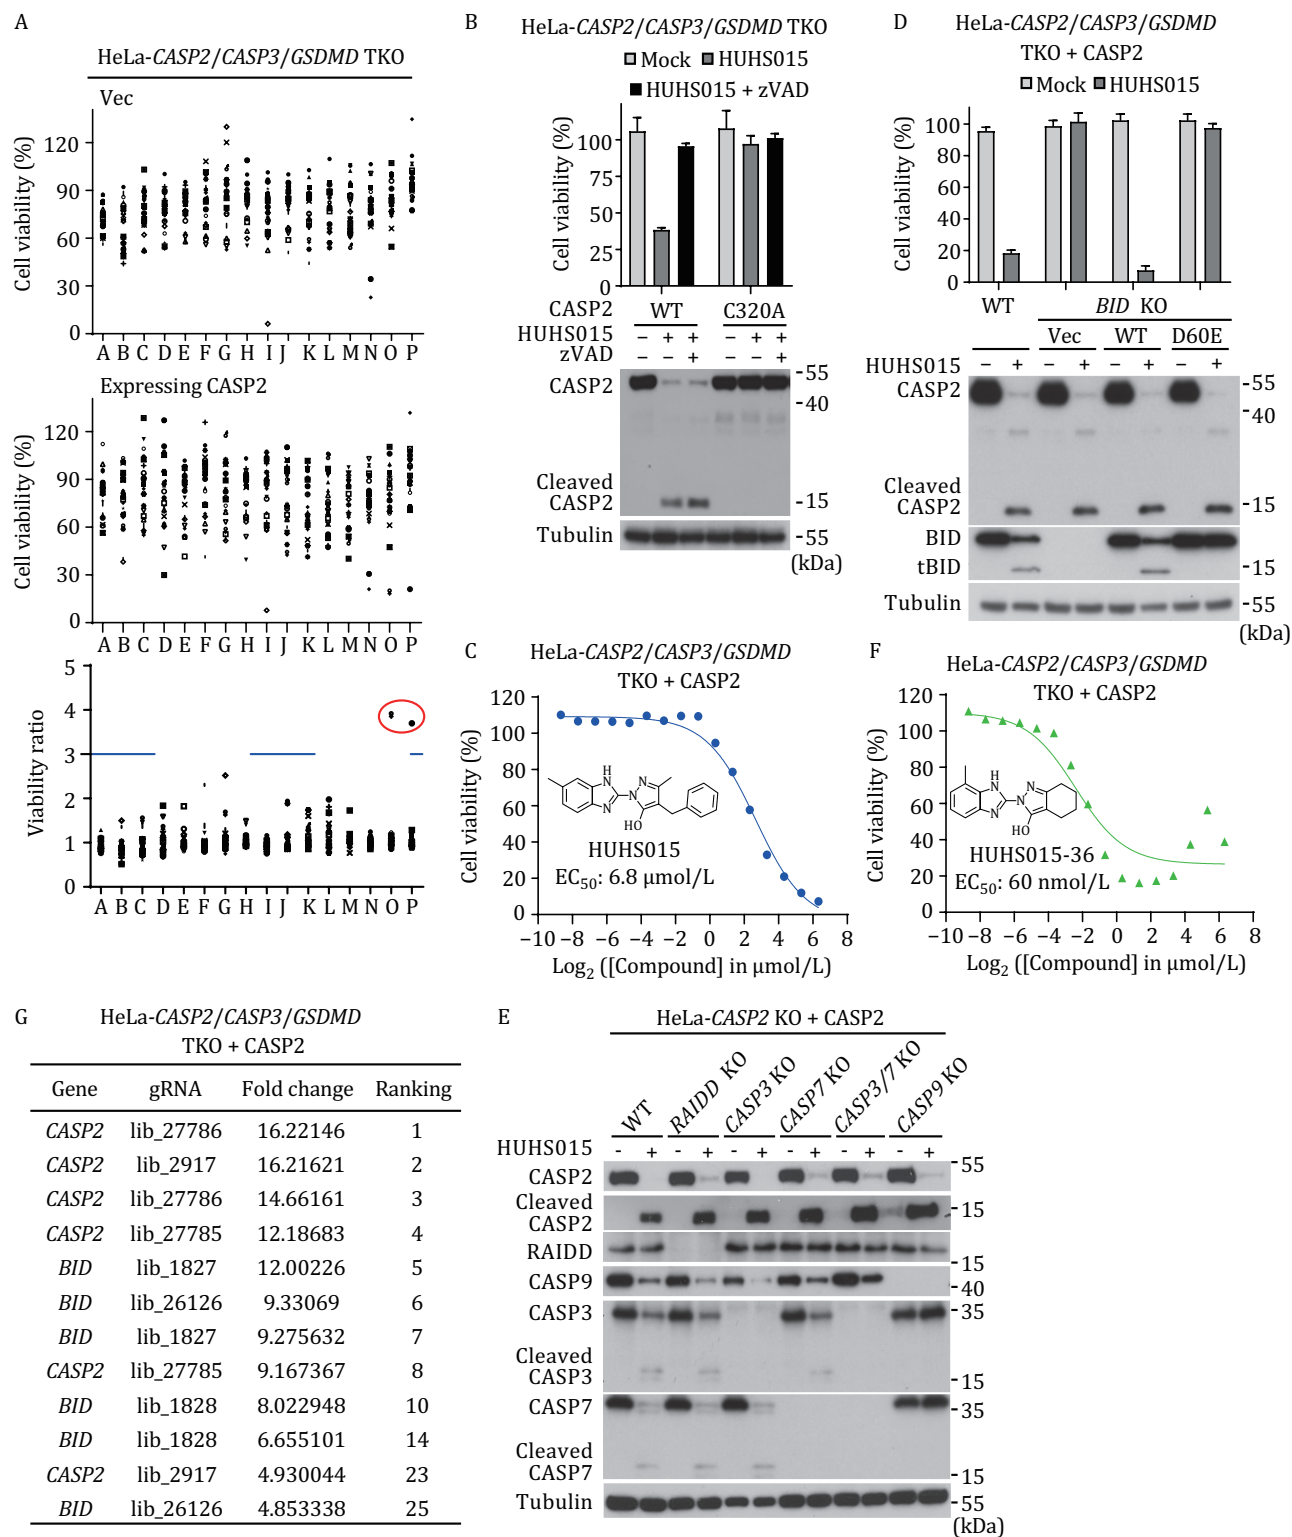 A
HeLa-CASP2/CASP3/GSDMD TKO
Vec
Cell viability (%)
120
90
60
30
0
A B C D E F G H I J K L M N O P
Expressing CASP2
Cell viability (%)
120
90
60
30
0
A B C D E F G H I J K L M N O P
Viability ratio
5
4
3
2
1
0
A B C D E F G H I J K L M N O P
B
HeLa-CASP2/CASP3/GSDMD TKO
Mock HUHS015
HUHS015 + zVAD
Cell viability (%)
100
75
50
25
0
CASP2 WT C320A
HUHS015 – + + – + +
zVAD – – + – – +
CASP2
-55
-40
Cleaved
CASP2
-15
Tubulin
-55
(kDa)
D
HeLa-CASP2/CASP3/GSDMD
TKO + CASP2
Mock HUHS015
Cell viability (%)
100
80
60
40
20
0
WT BID KO
Vec WT D60E
HUHS015 – + – + – + – +
CASP2
-55
-40
Cleaved
CASP2
-15
BID
tBID
-15
Tubulin
-55
(kDa)
C
HeLa-CASP2/CASP3/GSDMD
TKO + CASP2
Cell viability (%)
120
100
80
60
40
20
0
H
N
N
N
N
HO
HUHS015
EC50: 6.8 μmol/L
–10 –8 –6 –4 –2 0 2 4 6 8
Log2 ([Compound] in μmol/L)
F
HeLa-CASP2/CASP3/GSDMD
TKO + CASP2
Cell viability (%)
120
100
80
60
40
20
0
H
N
N
N
N
HO
HUHS015-36
EC50: 60 nmol/L
–10 –8 –6 –4 –2 0 2 4 6 8
Log2 ([Compound] in μmol/L)
G
HeLa-CASP2/CASP3/GSDMD
TKO + CASP2
Gene gRNA Fold change Ranking
CASP2 lib_27786 16.22146 1
CASP2 lib_2917 16.21621 2
CASP2 lib_27786 14.66161 3
CASP2 lib_27785 12.18683 4
BID lib_1827 12.00226 5
BID lib_26126 9.33069 6
BID lib_1827 9.275632 7
CASP2 lib_27785 9.167367 8
BID lib_1828 8.022948 10
BID lib_1828 6.655101 14
CASP2 lib_2917 4.930044 23
BID lib_26126 4.853338 25
E
HeLa-CASP2 KO + CASP2
WT RAIDD KO CASP3 KO CASP7 KO CASP3/7 KO CASP9 KO
HUHS015 - + - + - + - + - + - +
CASP2
-55
Cleaved
CASP2
-15
RAIDD
-15
CASP9
-40
CASP3
-35
Cleaved
CASP3
-15
CASP7
-35
Cleaved
CASP7
-15
Tubulin
-55
(kDa)